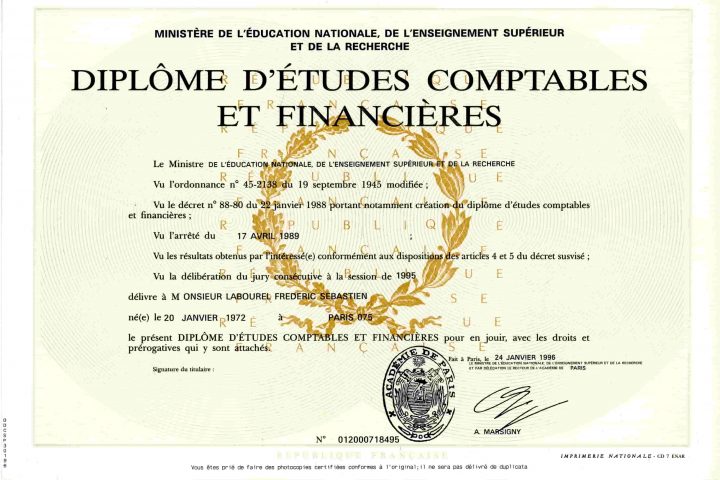 MINISTÈRE DE L'ÉDUCATION NATIONALE, DE L'ENSEIGNEMENT SUPÉRIEUR
ET DE LA RECHERCHE
DIPLÔME D'ÉTUDES COMPTABLES
ET FINANCIÈRES
Le Ministre DE L'ÉDUCATION NATIONALE, DE L'ENSEIGNEMENT SUPÉRIEUR ET DE LA RECHERCHE
Vu l'ordonnance n° 45-2138 du 19 septembre 1945 modifiée ;
Vu le décret n° 88-80 du 22 janvier 1988 portant notamment création du diplôme d'études comptables
et financières ;
Vu l'arrêté du 17 AVRIL 1989 ;
Vu les résultats obtenus par l'intéressé(e) conformément aux dispositions des articles 4 et 5 du décret susvisé ;
Vu la délibération du jury consécutive à la session de 1995
délivre à M ONSIEUR LABOUREL FREDERIC SEBASTIEN
né(e) le 20 JANVIER 1972 à PARIS 075
le présent DIPLÔME D'ÉTUDES COMPTABLES ET FINANCIÈRES pour en jouir, avec les droits et
prérogatives qui y sont attachés.
Fait à Paris, le 24 JANVIER 1996
LE MINISTRE DE L'ÉDUCATION NATIONALE, DE L'ENSEIGNEMENT SUPÉRIEUR ET DE LA RECHERCHE
ET PAR DÉLÉGATION LE RECTEUR DE L'ACADÉMIE DE PARIS
Signature du titulaire :
ACADÉMIE DE PARIS
A. MARSIGNY
N° 012000718495
RÉPUBLIQUE FRANÇAISE
IMPRIMERIE NATIONALE - CD 7 ENAR
Vous êtes prié de faire des photocopies certifiées conformes à l'original; il ne sera pas délivré de duplicata